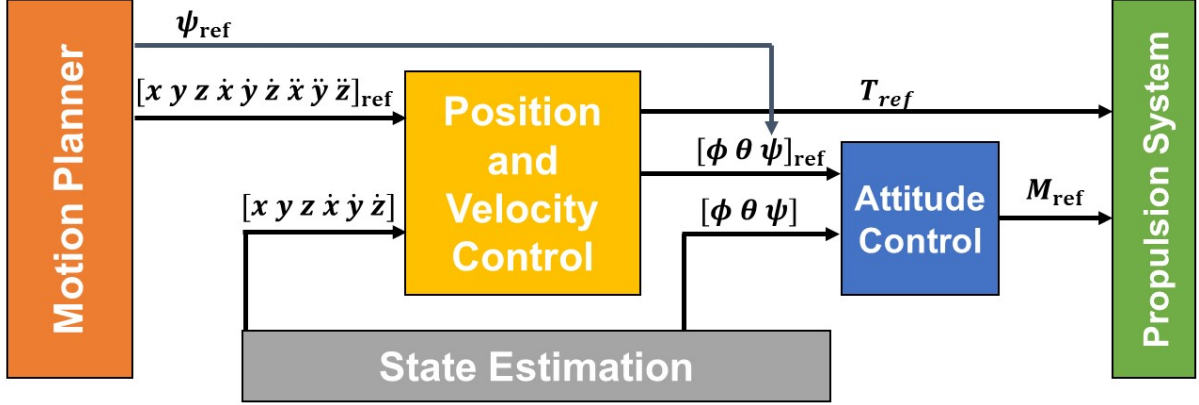 Motion Planner
ψref
[x y z ẋ ẏ ż ẍ ÿ z̈]ref
[x y z ẋ ẏ ż]
Position
and
Velocity
Control
Tref
[ϕ θ ψ]ref
[ϕ θ ψ]
Attitude
Control
Mref
Propulsion System
State Estimation